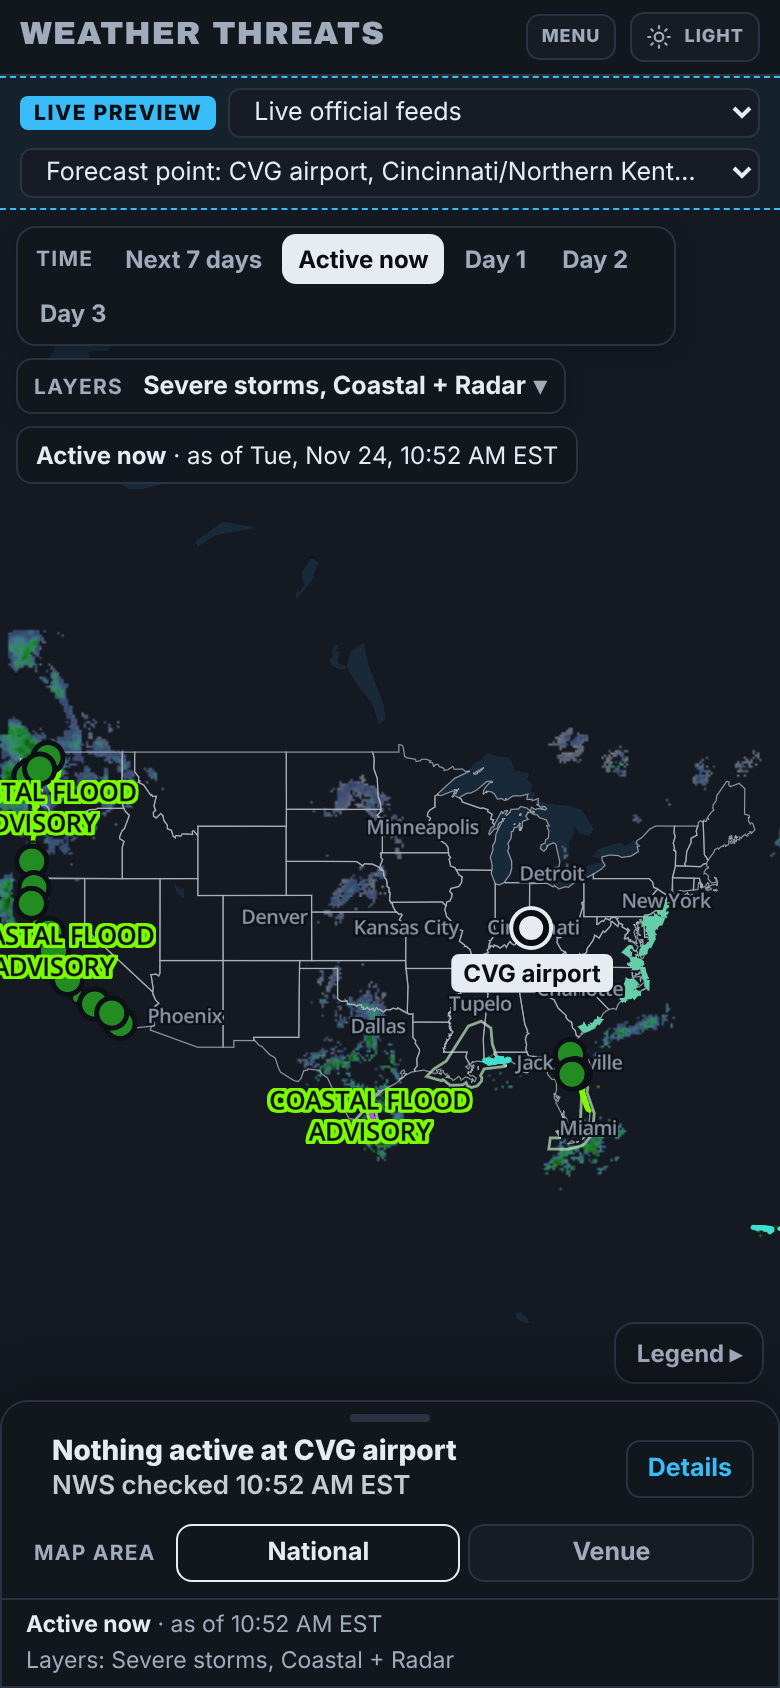 WEATHER THREATS
MENU
LIGHT
LIVE PREVIEW
Live official feeds
Forecast point: CVG airport, Cincinnati/Northern Kent...
TIME
Next 7 days
Active now
Day 1
Day 2
Day 3
LAYERS
Severe storms, Coastal + Radar ▾
Active now · as of Tue, Nov 24, 10:52 AM EST
TAL FLOOD
DVISORY
Minneapolis
Detroit
New York
Denver
Kansas City
Ci
ati
ASTAL FLOOD
ADVISORY
CVG airport
Tupelo
Phoenix
Dallas
Jack
ville
COASTAL FLOOD
ADVISORY
Miami
Legend ▸
Nothing active at CVG airport
NWS checked 10:52 AM EST
Details
MAP AREA
National
Venue
Active now · as of 10:52 AM EST
Layers: Severe storms, Coastal + Radar